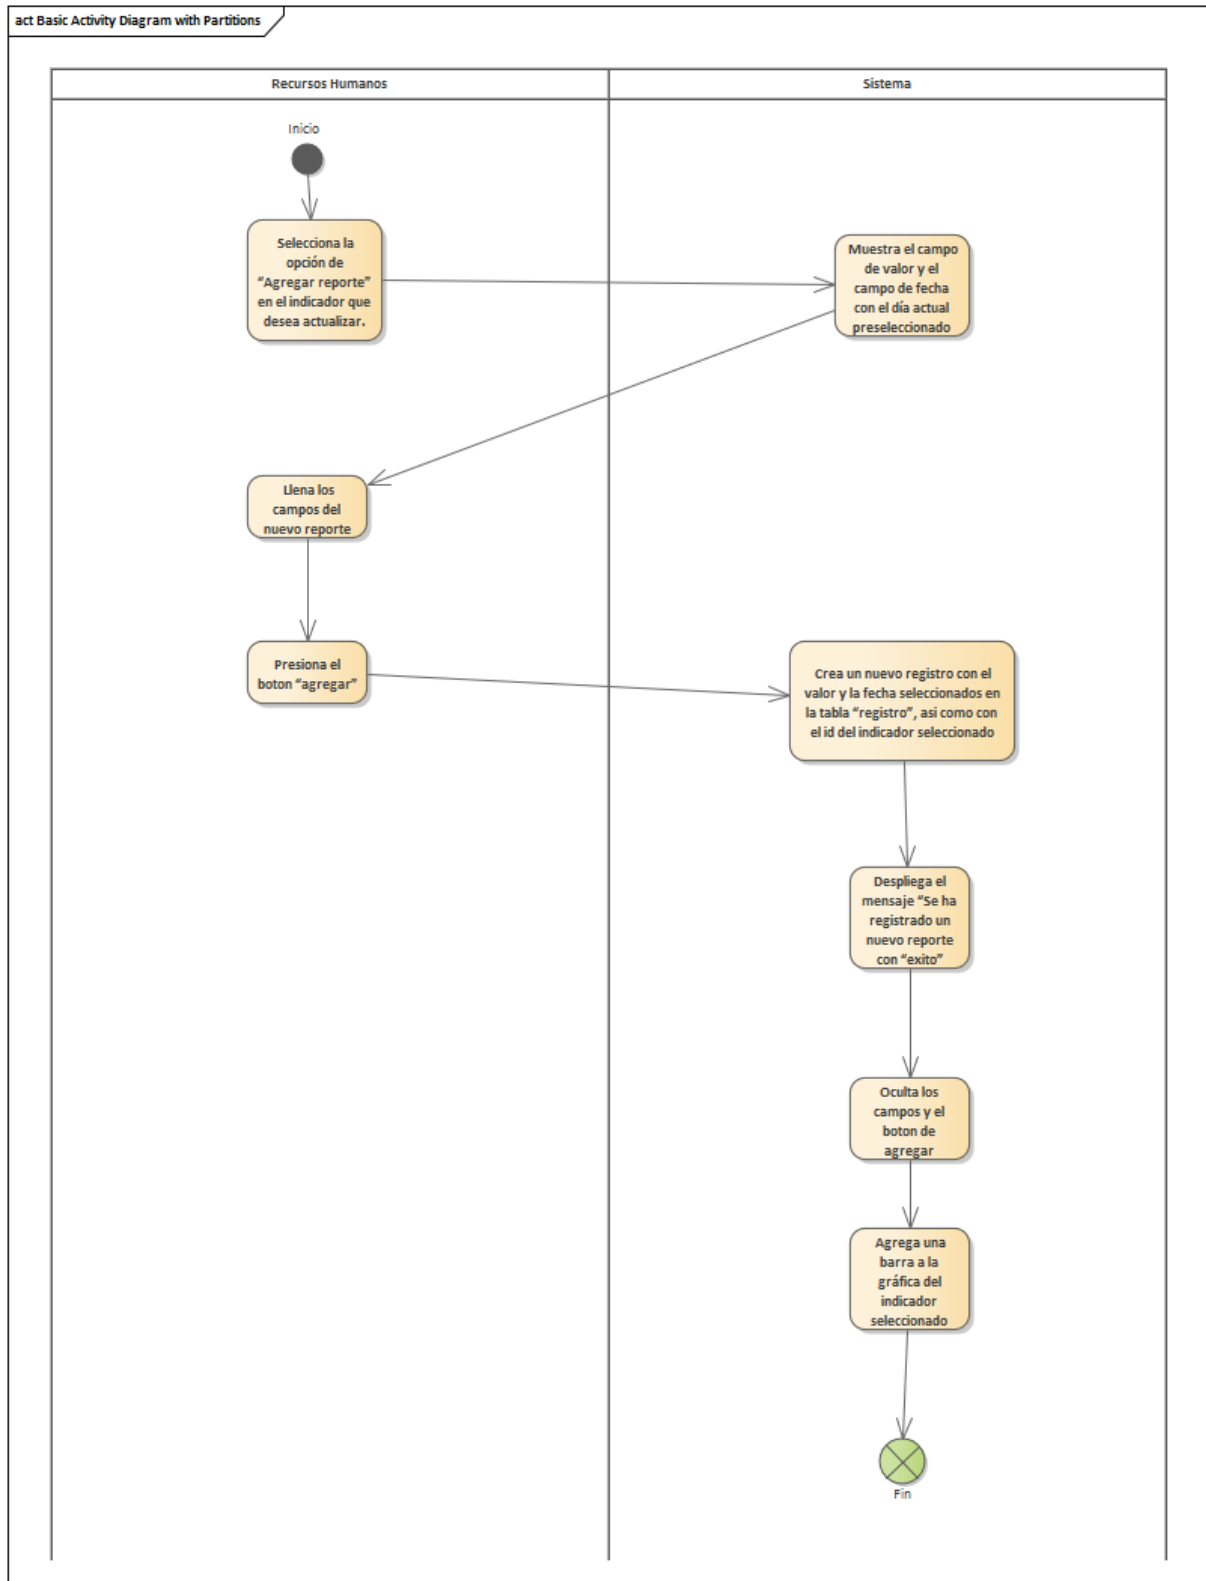 act Basic Activity Diagram with Partitions
Recursos Humanos
Sistema
Inicio
Selecciona la
opción de
“Agregar reporte”
en el indicador que
desea actualizar.
Muestra el campo
de valor y el
campo de fecha
con el día actual
preseleccionado
Llena los
campos del
nuevo reporte
Presiona el
boton “agregar”
Crea un nuevo registro con el
valor y la fecha seleccionados en
la tabla “registro”, asi como con
el id del indicador seleccionado
Despliega el
mensaje “Se ha
registrado un
nuevo reporte
con “exito”
Oculta los
campos y el
boton de
agregar
Agrega una
barra a la
gráfica del
indicador
seleccionado
Fin